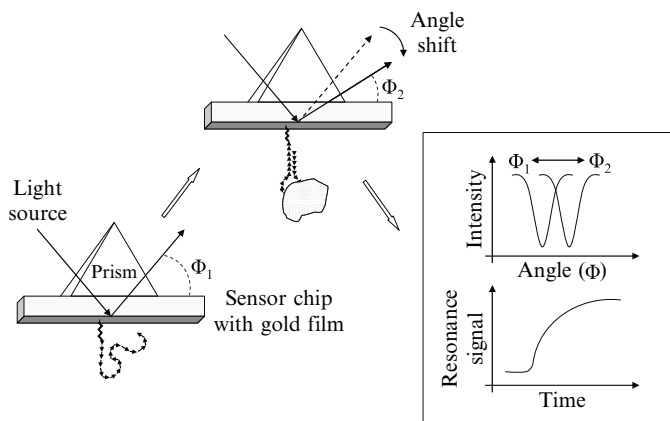 Angle
shift
Φ2
Light
source
Prism
Φ1
Sensor chip
with gold film
Φ1
Φ2
Intensity
Angle (Φ)
Resonance
signal
Time